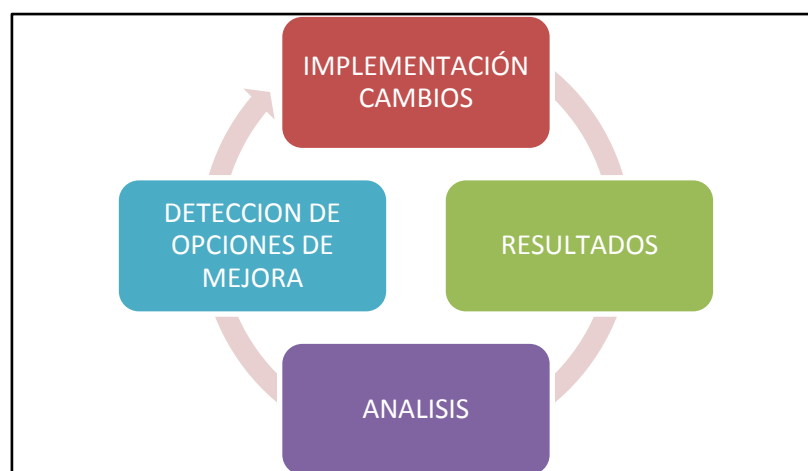 IMPLEMENTACIÓN
CAMBIOS
DETECCION DE
OPCIONES DE
MEJORA
RESULTADOS
ANALISIS